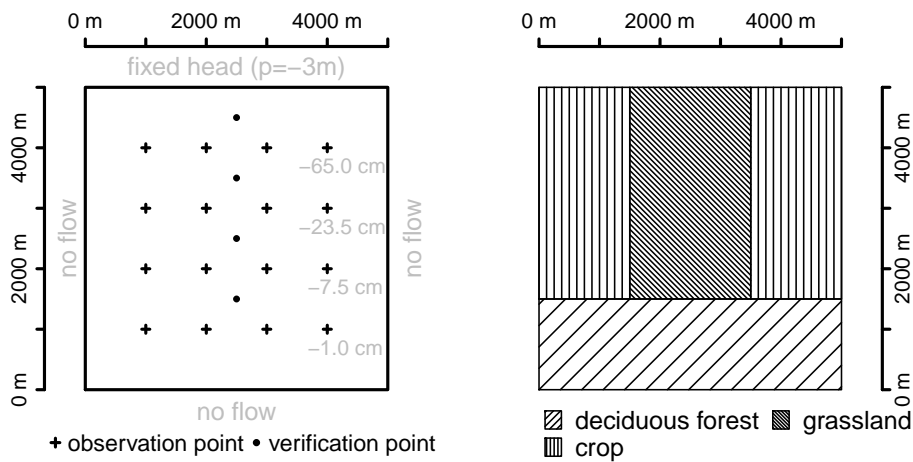 0 m 2000 m 4000 m
fixed head (p=−3m)
0 m 2000 m 4000 m
no flow
−65.0 cm
−23.5 cm
−7.5 cm
−1.0 cm
no flow
no flow
+ observation point • verification point
0 m 2000 m 4000 m
0 m 2000 m 4000 m
deciduous forest grassland
crop